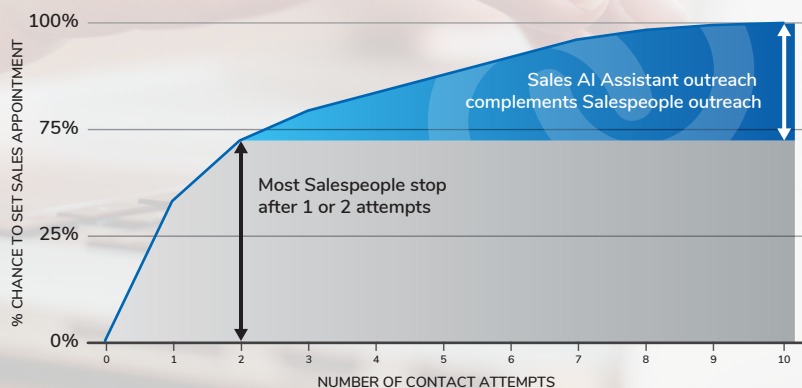 100%
75%
25%
0%
% CHANCE TO SET SALES APPOINTMENT
Sales AI Assistant outreach
complements Salespeople outreach
Most Salespeople stop
after 1 or 2 attempts
0 1 2 3 4 5 6 7 8 9 10
NUMBER OF CONTACT ATTEMPTS